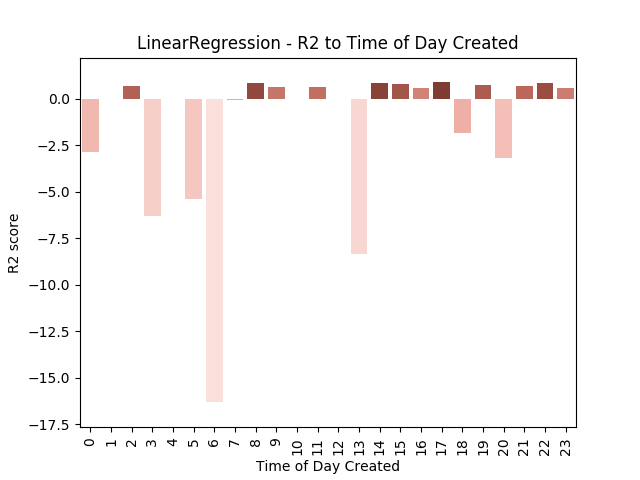 LinearRegression - R2 to Time of Day Created
R2 score
0.0
−2.5
−5.0
−7.5
−10.0
−12.5
−15.0
−17.5
0 1 2 3 4 5 6 7 8 9 10 11 12 13 14 15 16 17 18 19 20 21 22 23
Time of Day Created